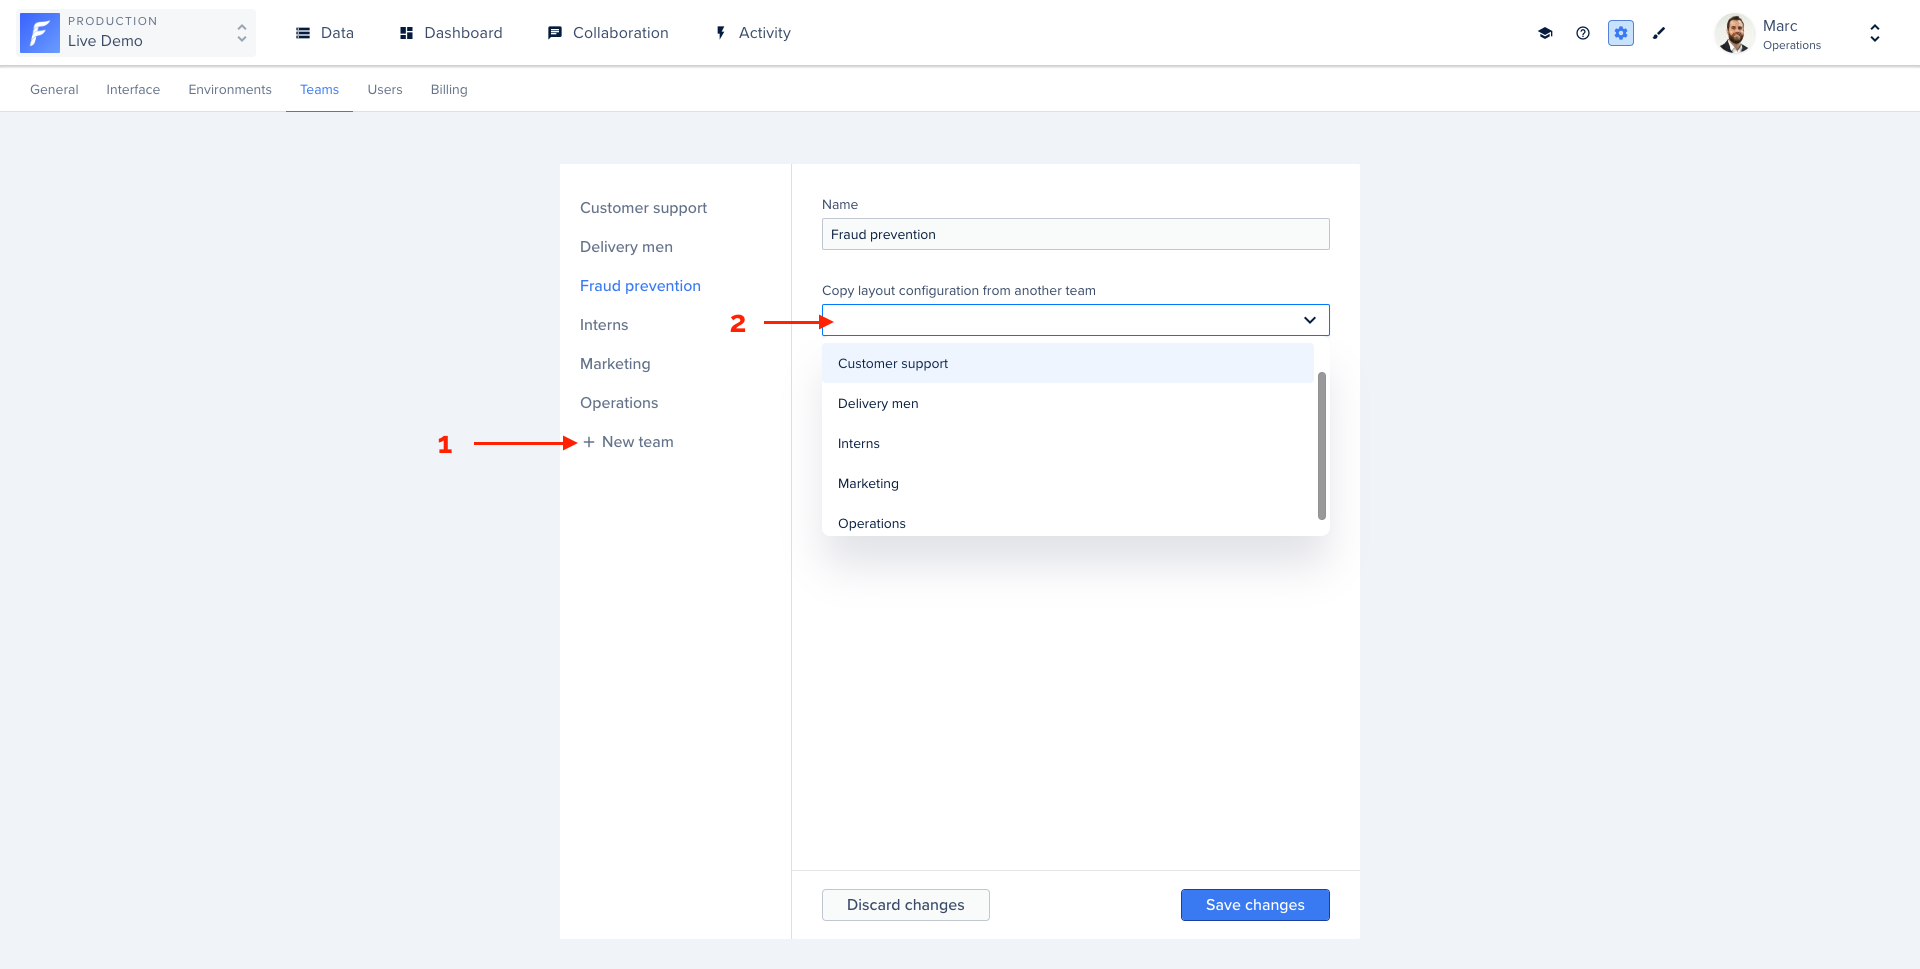 PRODUCTION
Live Demo
Data
Dashboard
Collaboration
Activity
Marc
Operations
General
Interface
Environments
Teams
Users
Billing
Customer support
Delivery men
Fraud prevention
Interns
Marketing
Operations
+ New team
1
2
Name
Fraud prevention
Copy layout configuration from another team
Customer support
Delivery men
Interns
Marketing
Operations
Discard changes
Save changes